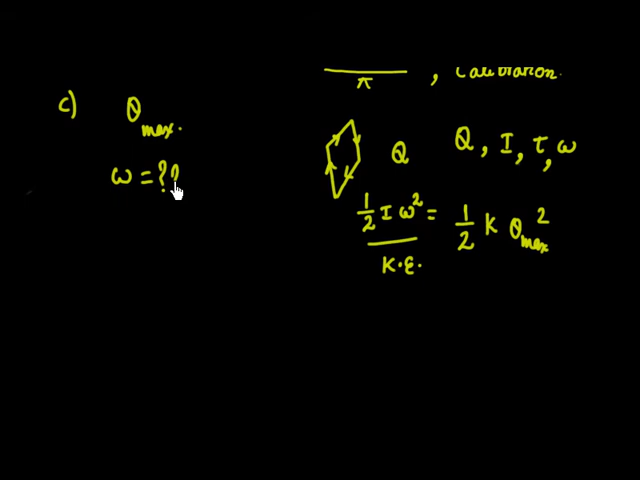 π , Calibration.
c) θmax.
Q Q, I, τ, ω
ω = ??
1/2 I ω² = 1/2 K θmax²
K.E.